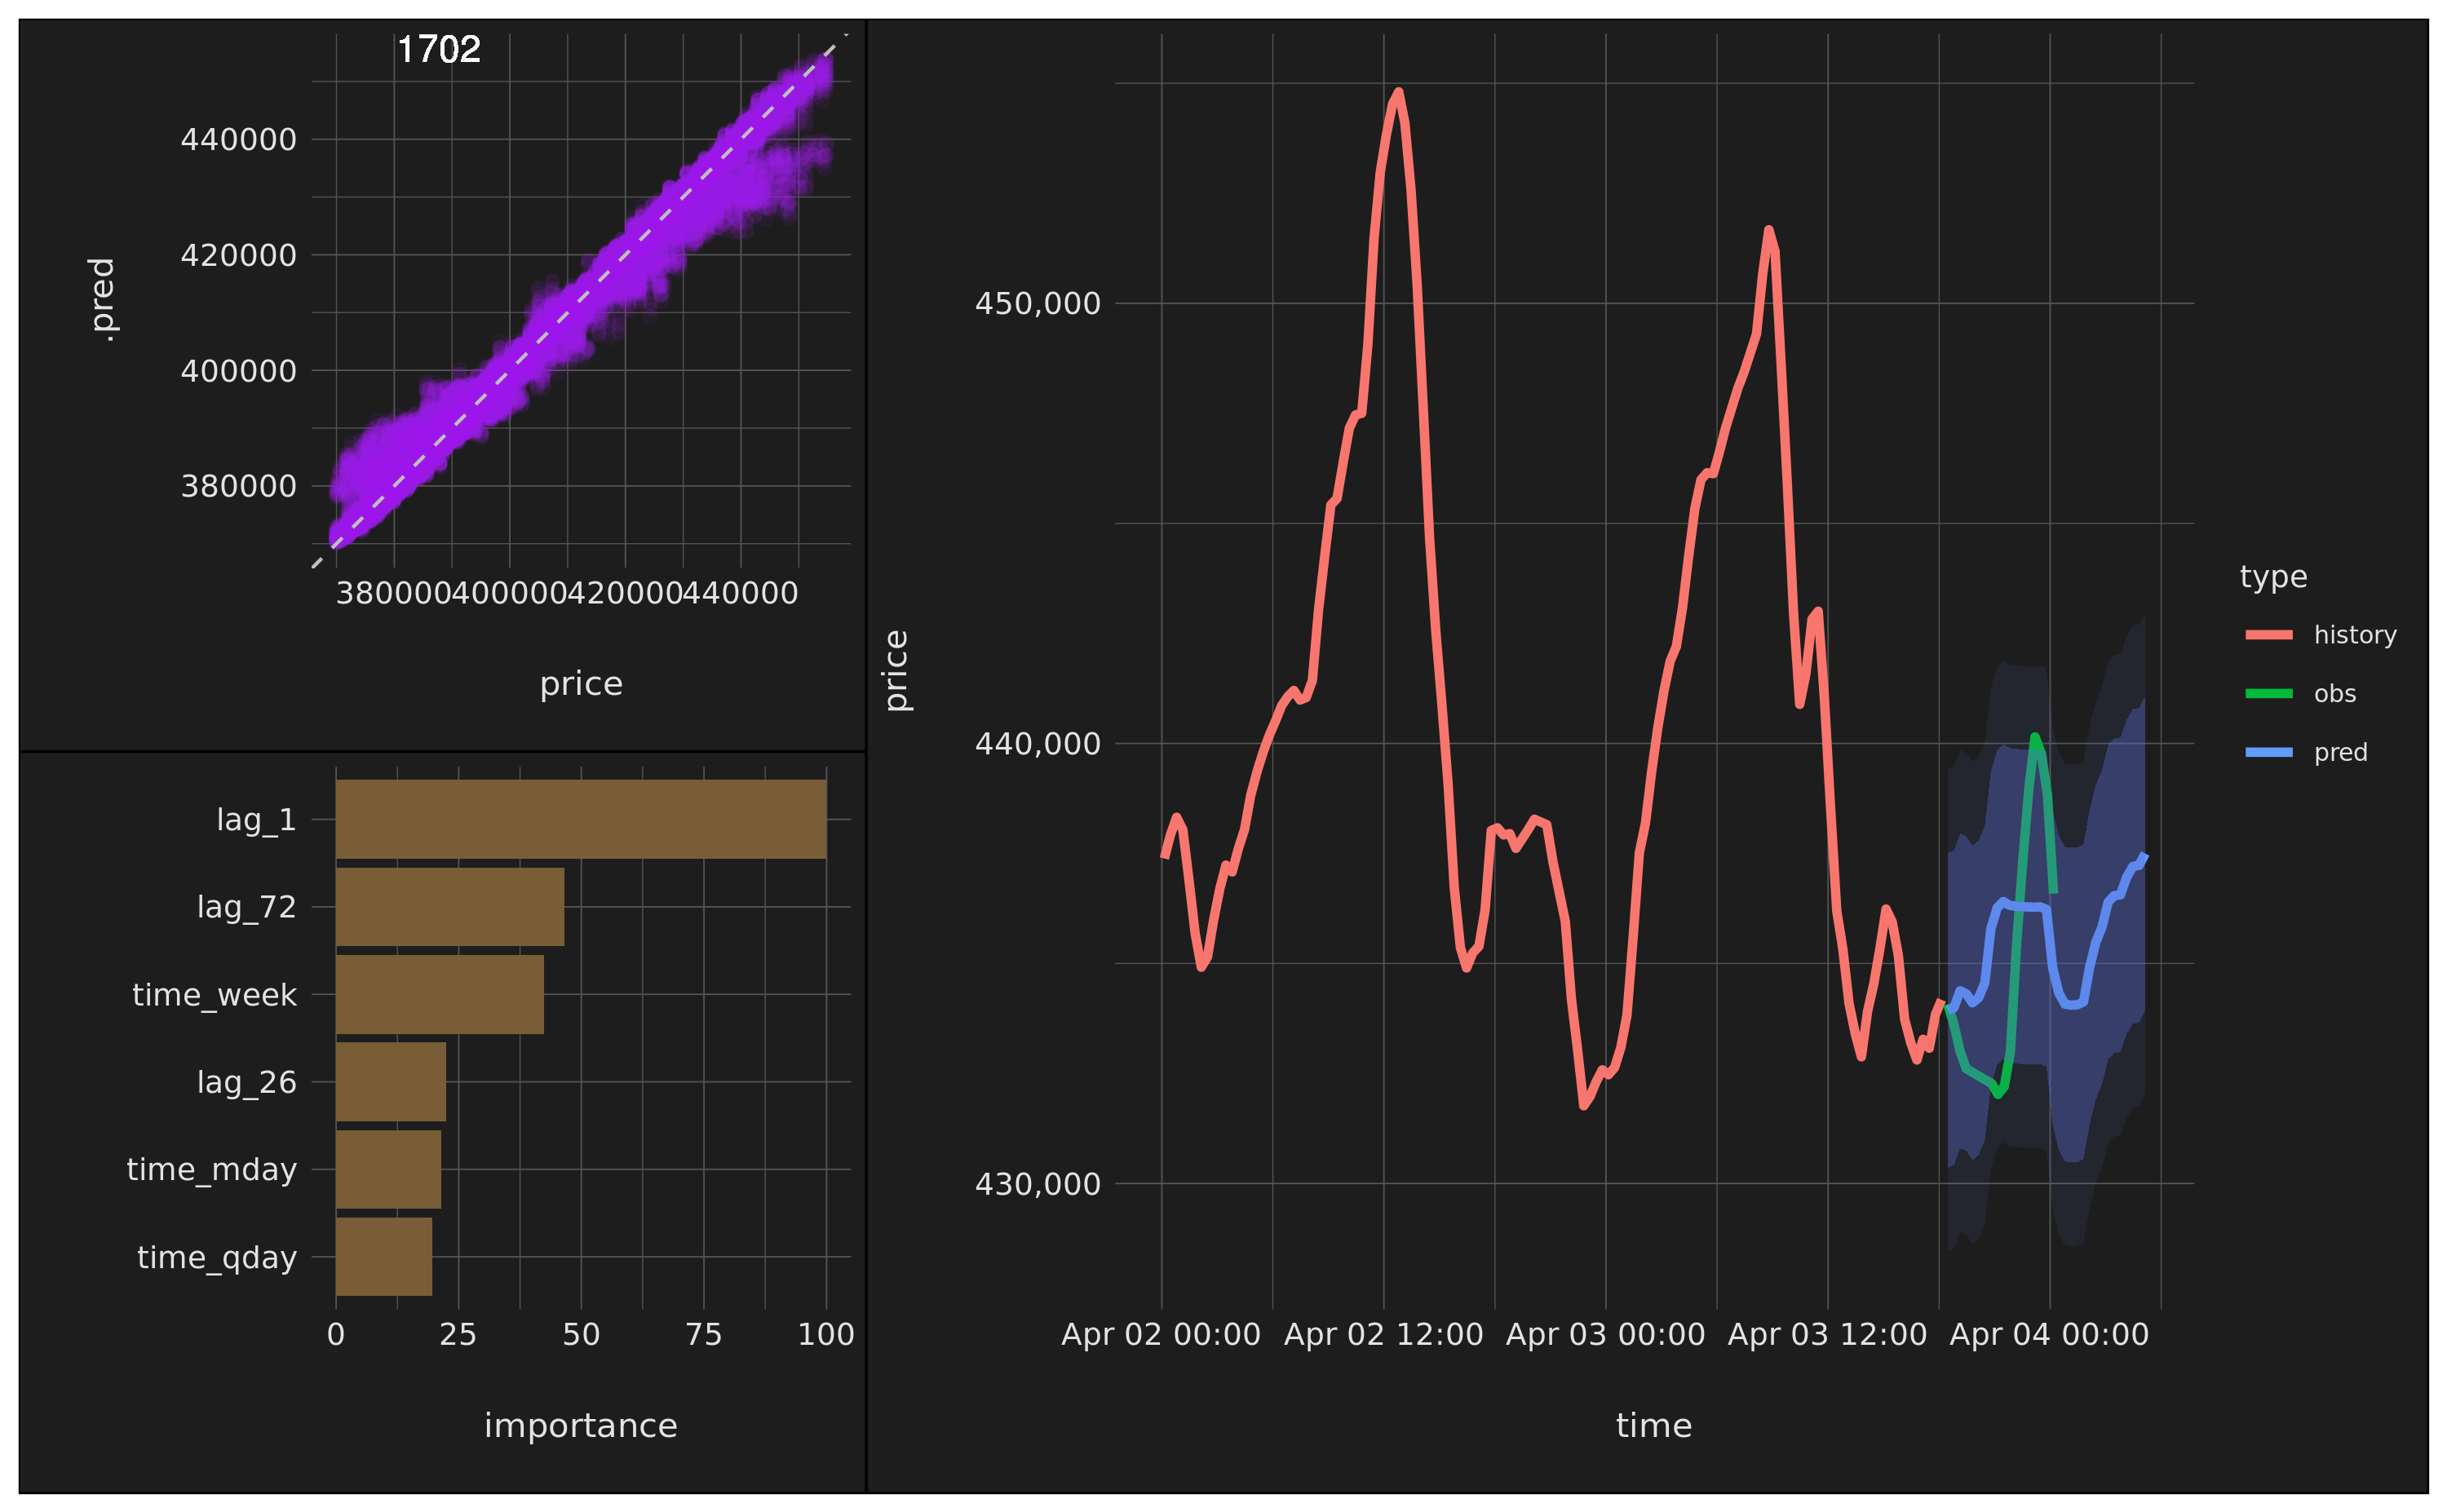 1702
.pred
440000
420000
400000
380000
380000400000420000440000
price
lag_1
lag_72
time_week
lag_26
time_mday
time_qday
0 25 50 75 100
importance
price
450,000
440,000
430,000
Apr 02 00:00 Apr 02 12:00 Apr 03 00:00 Apr 03 12:00 Apr 04 00:00
time
type
history
obs
pred